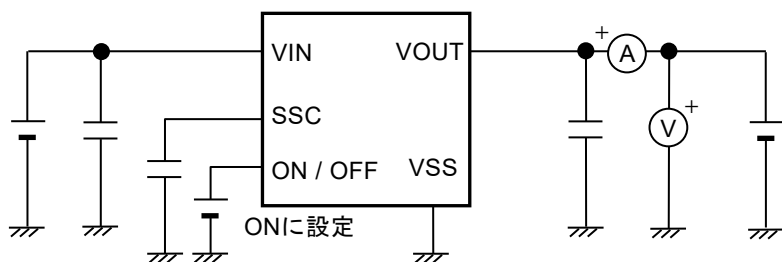 VIN
VOUT
+
A
SSC
V
+
ON / OFF
VSS
ONに設定